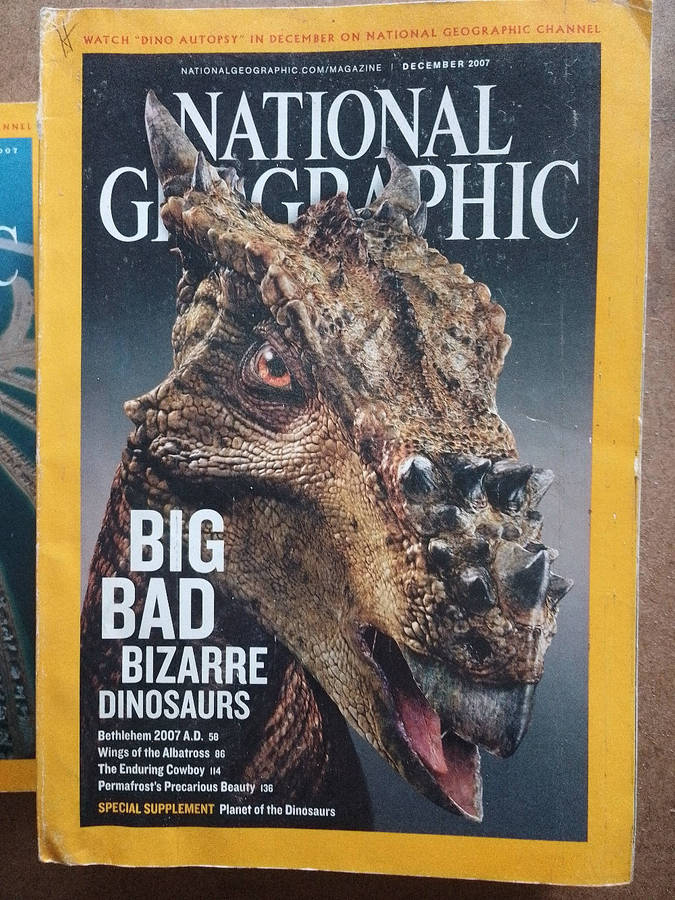 WATCH "DINO AUTOPSY" IN DECEMBER ON NATIONAL GEOGRAPHIC CHANNEL
NATIONALGEOGRAPHIC.COM/MAGAZINE | DECEMBER 2007
NATIONAL
GEOGRAPHIC
BIG
BAD
BIZARRE
DINOSAURS
Bethlehem 2007 A.D. 58
Wings of the Albatross 86
The Enduring Cowboy 114
Permafrost's Precarious Beauty 136
SPECIAL SUPPLEMENT Planet of the Dinosaurs